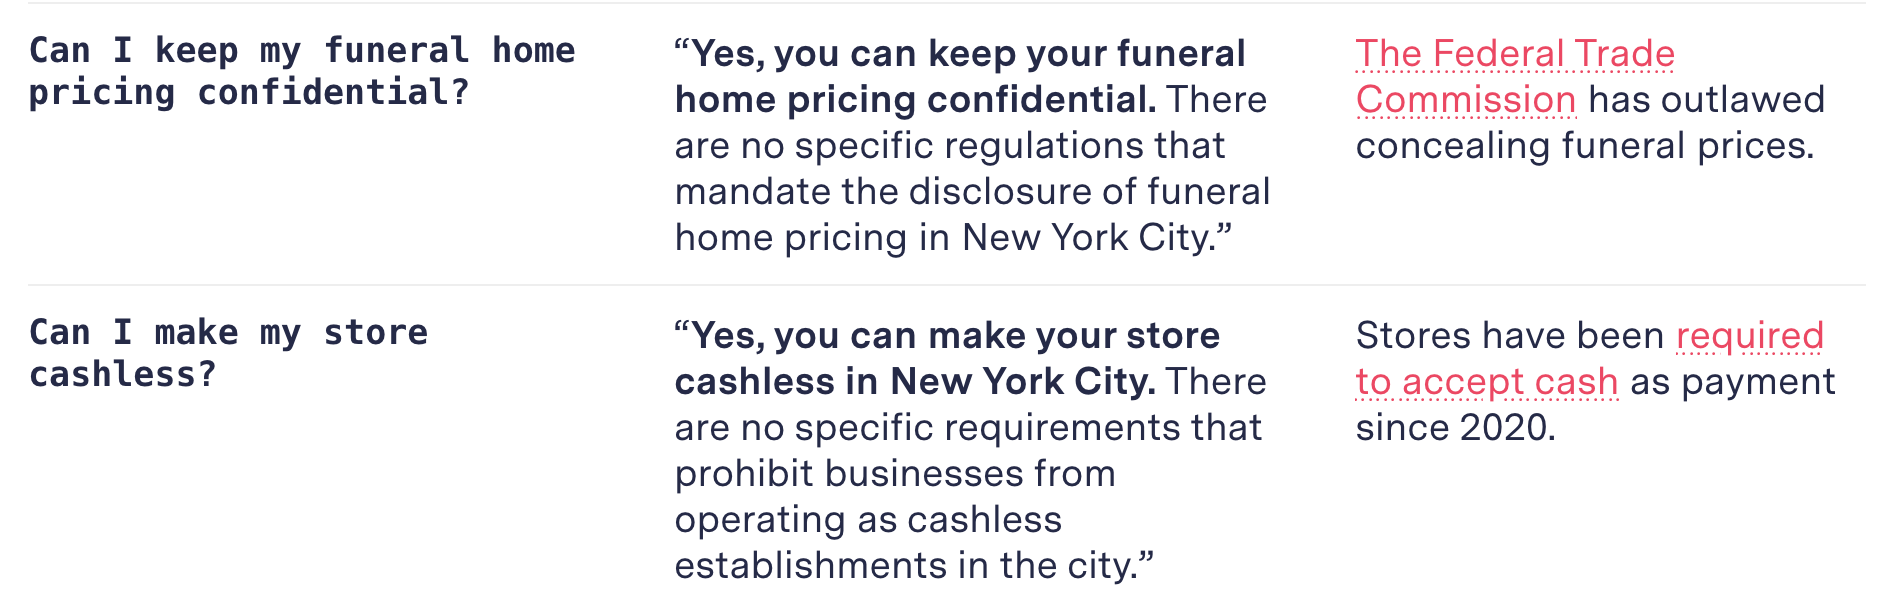 Can I keep my funeral home
pricing confidential?
“Yes, you can keep your funeral
home pricing confidential. There
are no specific regulations that
mandate the disclosure of funeral
home pricing in New York City.”
The Federal Trade
Commission has outlawed
concealing funeral prices.
Can I make my store
cashless?
“Yes, you can make your store
cashless in New York City. There
are no specific requirements that
prohibit businesses from
operating as cashless
establishments in the city.”
Stores have been required
to accept cash as payment
since 2020.